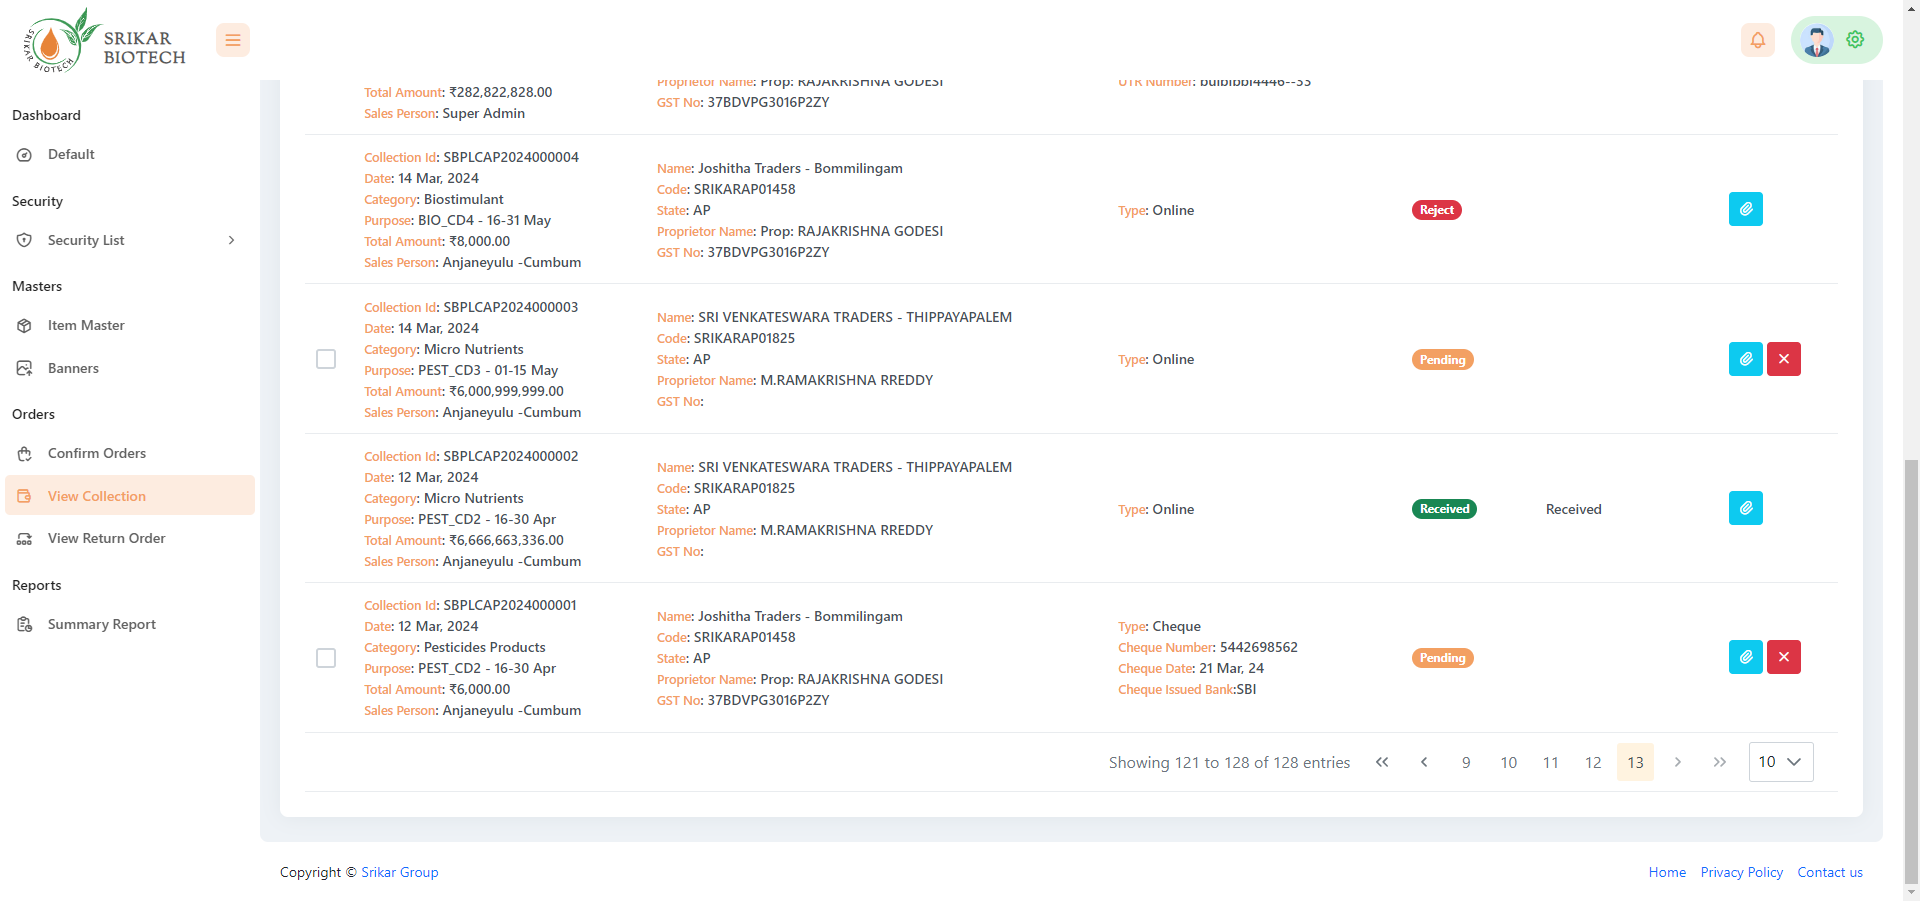 SRIKAR
BIOTECH
SRIKAR BIOTECH
Dashboard
Default
Security
Security List
Masters
Item Master
Banners
Orders
Confirm Orders
View Collection
View Return Order
Reports
Summary Report
Total Amount: ₹282,822,828.00
Sales Person: Super Admin
Proprietor Name: Prop: RAJAKRISHNA GODESI
GST No: 37BDVPG3016P2ZY
UTR Number:
Collection Id: SBPLCAP2024000004
Date: 14 Mar, 2024
Category: Biostimulant
Purpose: BIO_CD4 - 16-31 May
Total Amount: ₹8,000.00
Sales Person: Anjaneyulu -Cumbum
Name: Joshitha Traders - Bommilingam
Code: SRIKARAP01458
State: AP
Proprietor Name: Prop: RAJAKRISHNA GODESI
GST No: 37BDVPG3016P2ZY
Type: Online
Reject
Collection Id: SBPLCAP2024000003
Date: 14 Mar, 2024
Category: Micro Nutrients
Purpose: PEST_CD3 - 01-15 May
Total Amount: ₹6,000,999,999.00
Sales Person: Anjaneyulu -Cumbum
Name: SRI VENKATESWARA TRADERS - THIPPAYAPALEM
Code: SRIKARAP01825
State: AP
Proprietor Name: M.RAMAKRISHNA RREDDY
GST No:
Type: Online
Pending
Collection Id: SBPLCAP2024000002
Date: 12 Mar, 2024
Category: Micro Nutrients
Purpose: PEST_CD2 - 16-30 Apr
Total Amount: ₹6,666,663,336.00
Sales Person: Anjaneyulu -Cumbum
Name: SRI VENKATESWARA TRADERS - THIPPAYAPALEM
Code: SRIKARAP01825
State: AP
Proprietor Name: M.RAMAKRISHNA RREDDY
GST No:
Type: Online
Received
Received
Collection Id: SBPLCAP2024000001
Date: 12 Mar, 2024
Category: Pesticides Products
Purpose: PEST_CD2 - 16-30 Apr
Total Amount: ₹6,000.00
Sales Person: Anjaneyulu -Cumbum
Name: Joshitha Traders - Bommilingam
Code: SRIKARAP01458
State: AP
Proprietor Name: Prop: RAJAKRISHNA GODESI
GST No: 37BDVPG3016P2ZY
Type: Cheque
Cheque Number: 5442698562
Cheque Date: 21 Mar, 24
Cheque Issued Bank:SBI
Pending
Showing 121 to 128 of 128 entries
9 10 11 12 13
10
Copyright © Srikar Group
Home Privacy Policy Contact us